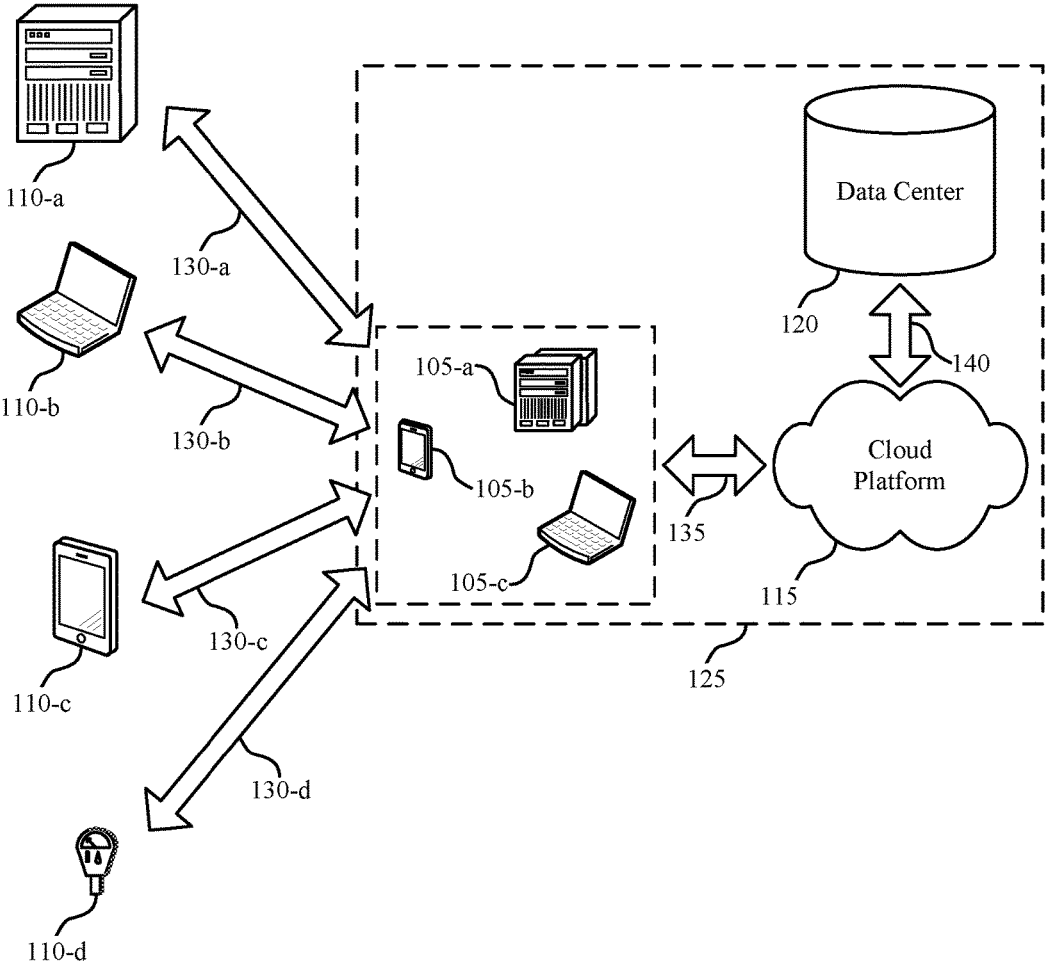 110-a
130-a
110-b
130-b
110-c
130-c
110-d
130-d
105-a
105-b
105-c
Data Center
120
140
Cloud
Platform
135
115
125